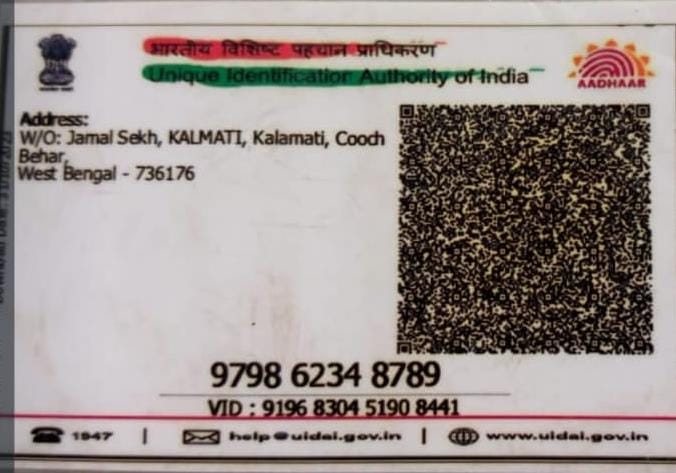 भारतीय विशिष्ट पहचान प्राधिकरण
Unique Identification Authority of India
AADHAAR
Address:
W/O: Jamal Sekh, KALMATI, Kalamati, Cooch
Behar,
West Bengal - 736176
9798 6234 8789
VID : 9196 8304 5190 8441
1947 | help@uidai.gov.in | www.uidai.gov.in